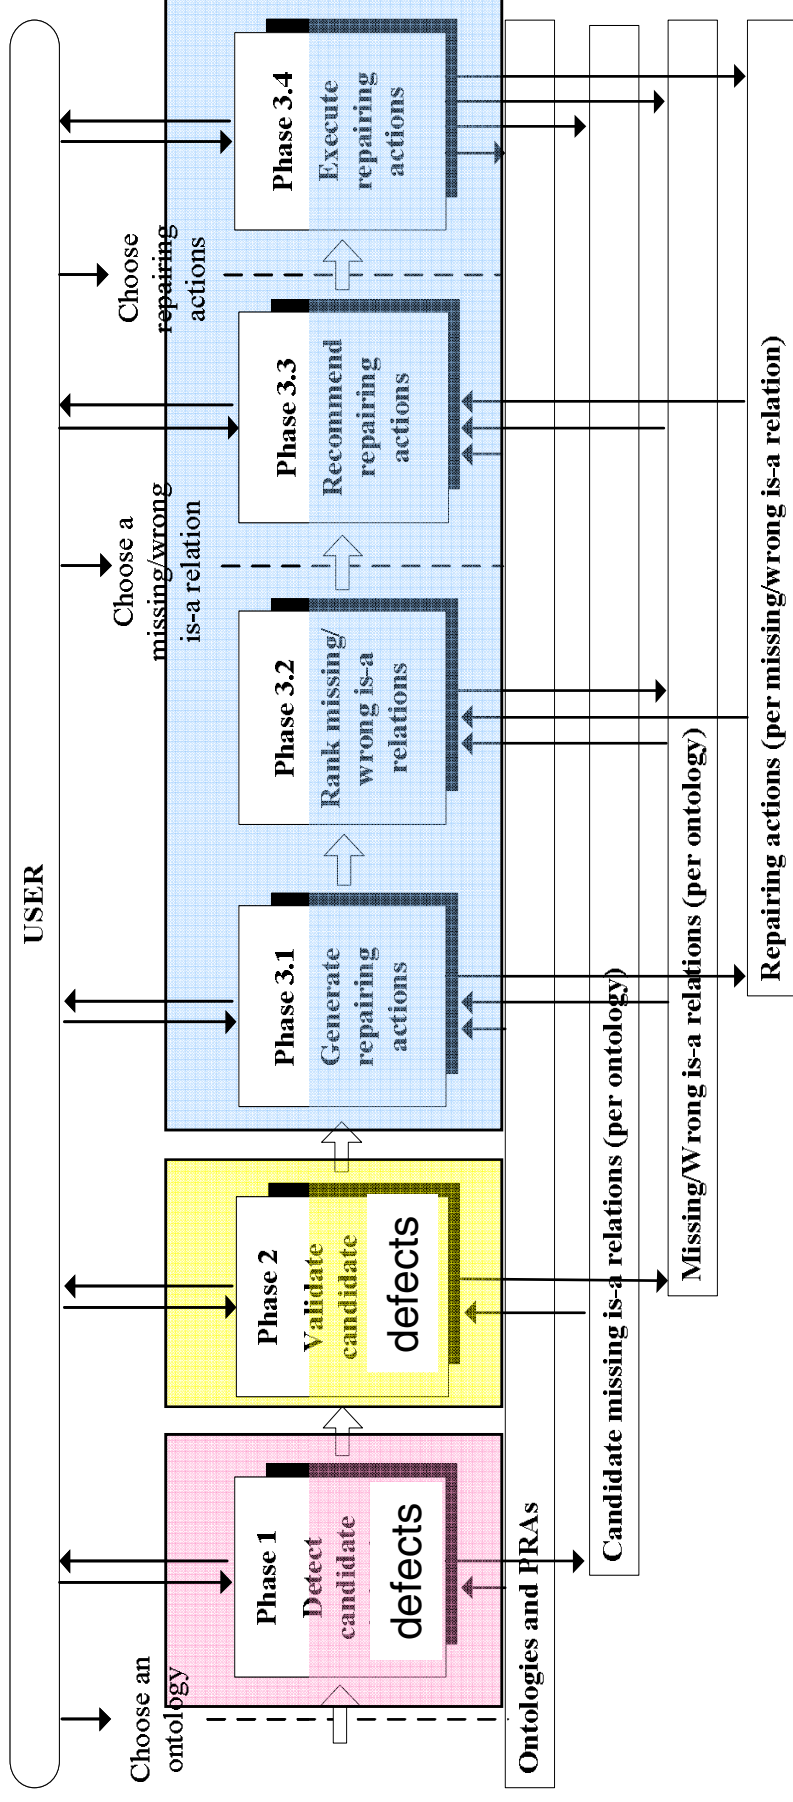 USER
Choose an
ontology
Choose a
missing/wrong
is-a relation
Choose
repairing
actions
Phase 1
Detect
candidate
defects
Phase 2
Validate
candidate
defects
Phase 3.1
Generate
repairing
actions
Phase 3.2
Rank missing/
wrong is-a
relations
Phase 3.3
Recommend
repairing
actions
Phase 3.4
Execute
repairing
actions
Ontologies and PRAs
Candidate missing is-a relations (per ontology)
Missing/Wrong is-a relations (per ontology)
Repairing actions (per missing/wrong is-a relation)